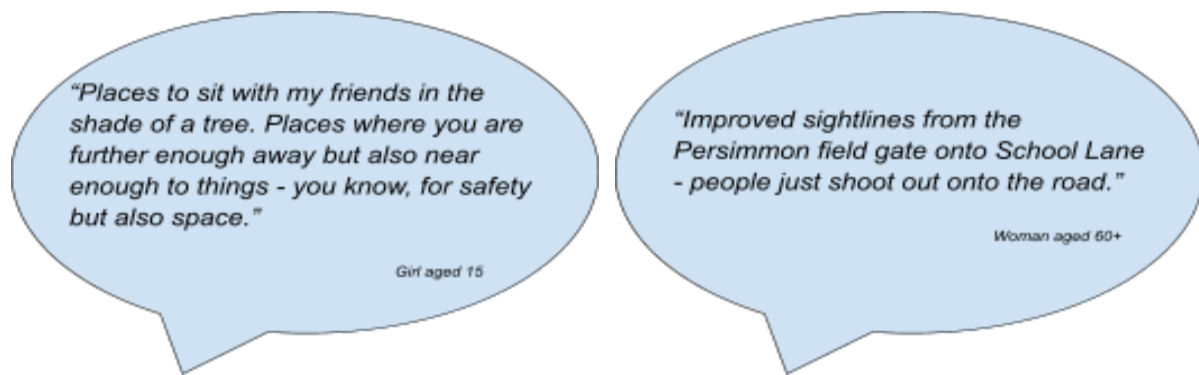 “Places to sit with my friends in the
shade of a tree. Places where you are
further enough away but also near
enough to things - you know, for safety
but also space.”
Girl aged 15
“Improved sightlines from the
Persimmon field gate onto School Lane
- people just shoot out onto the road.”
Woman aged 60+